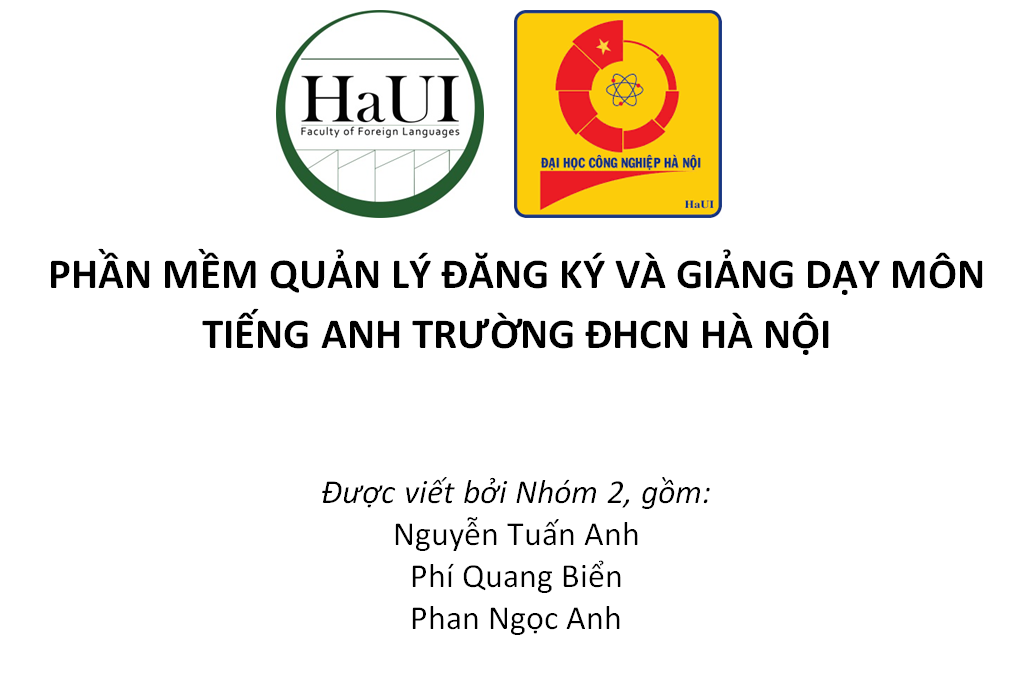 HaUI
Faculty of Foreign Languages
ĐẠI HỌC CÔNG NGHIỆP HÀ NỘI
HaUI
PHẦN MỀM QUẢN LÝ ĐĂNG KÝ VÀ GIẢNG DẠY MÔN
TIẾNG ANH TRƯỜNG ĐHCN HÀ NỘI
Được viết bởi Nhóm 2, gồm:
Nguyễn Tuấn Anh
Phí Quang Biển
Phan Ngọc Anh